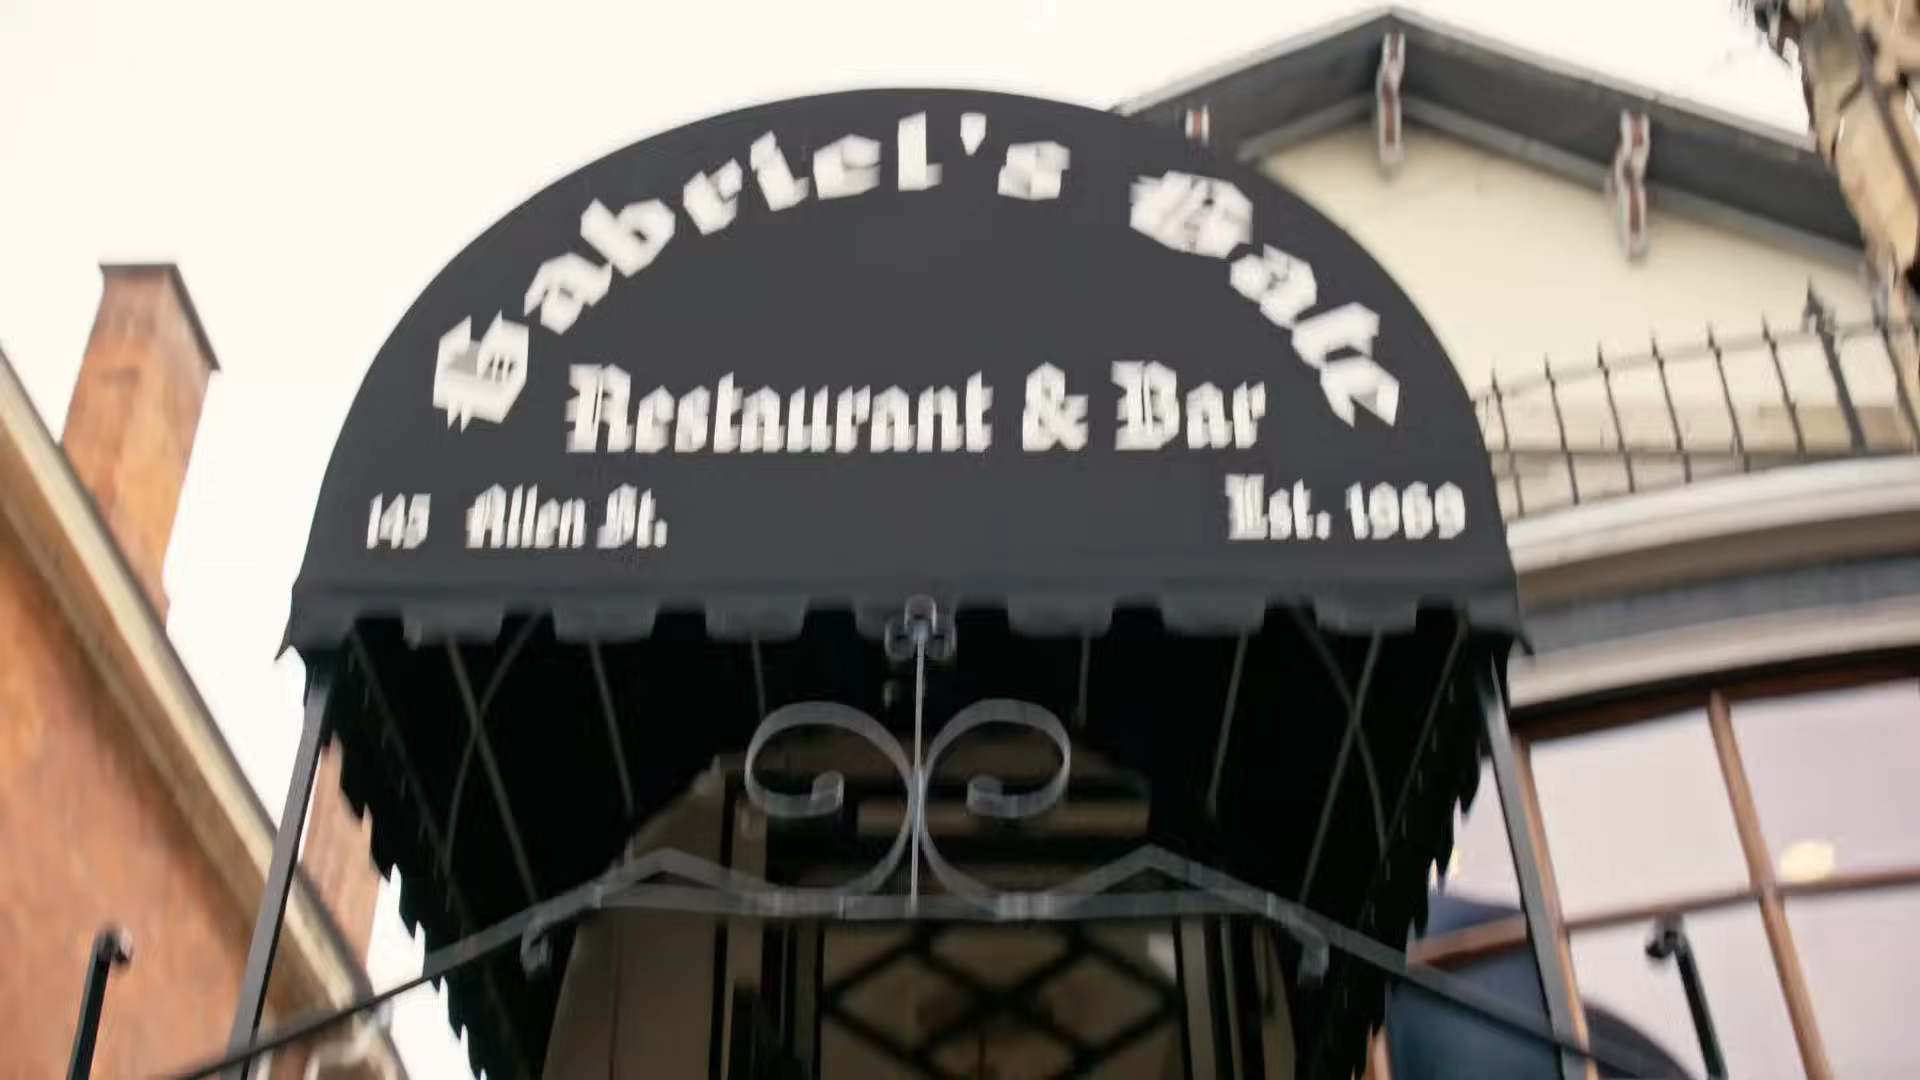 Gabriel's Gate
Restaurant & Bar
145 Allen St.
Est. 1969